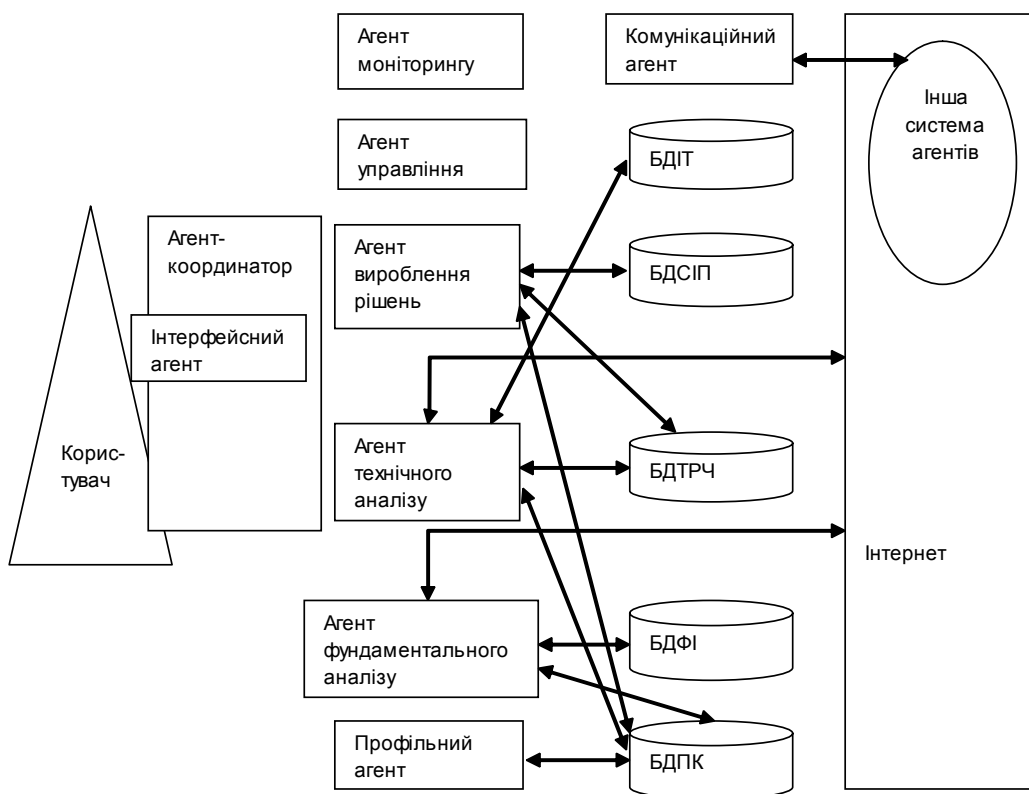 Агент
моніторингу
Комунікаційний
агент
Інша
система
агентів
Агент
управління
БДІТ
Агент-
координатор
Агент
вироблення
рішень
БДСІП
Інтерфейсний
агент
Корис-
тувач
Агент
технічного
аналізу
БДТРЧ
Інтернет
Агент
фундаментального
аналізу
БДФІ
Профільний
агент
БДПК